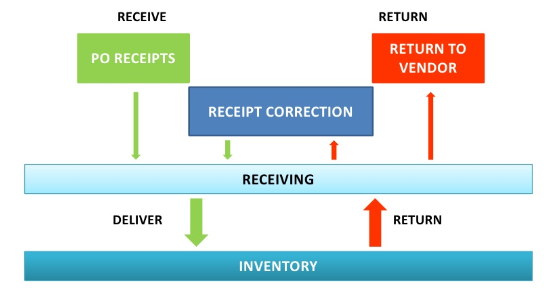 RECEIVE
RETURN
PO RECEIPTS
RETURN TO
VENDOR
RECEIPT CORRECTION
RECEIVING
DELIVER
RETURN
INVENTORY